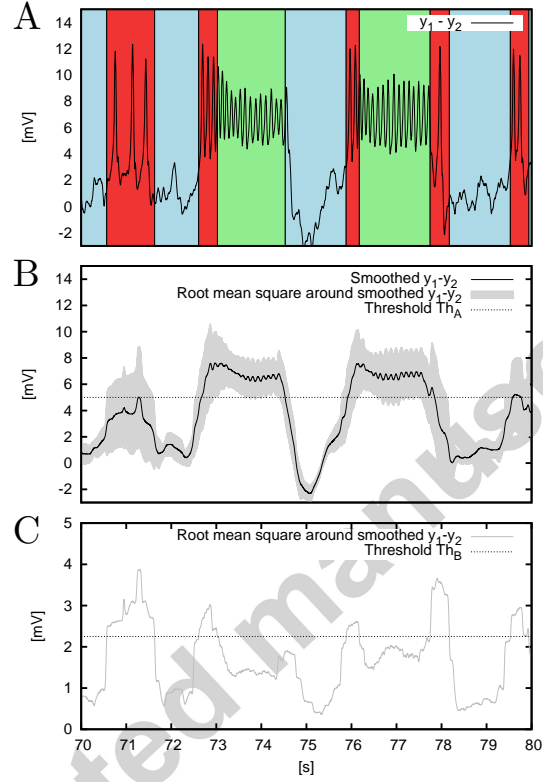 A
y1 - y2
14
12
10
8
6
4
2
0
-2
[mV]
B
Smoothed y1-y2
Root mean square around smoothed y1-y2
Threshold ThA
14
12
10
8
6
4
2
0
-2
[mV]
C
Root mean square around smoothed y1-y2
Threshold ThB
5
4
3
2
1
0
[mV]
70 71 72 73 74 75 76 77 78 79 80
[s]
ted manus